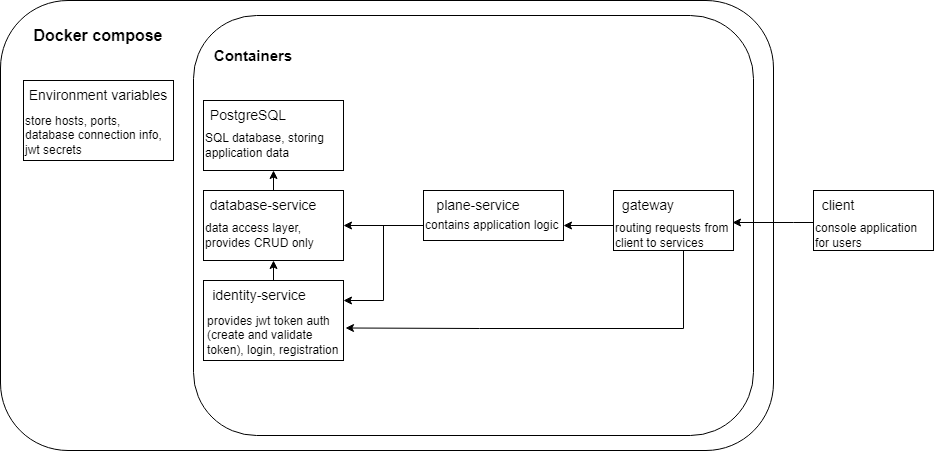 Docker compose
Containers
Environment variables
store hosts, ports,
database connection info,
jwt secrets
PostgreSQL
SQL database, storing
application data
database-service
data access layer,
provides CRUD only
plane-service
contains application logic
gateway
routing requests from
client to services
client
console application
for users
identity-service
provides jwt token auth
(create and validate
token), login, registration